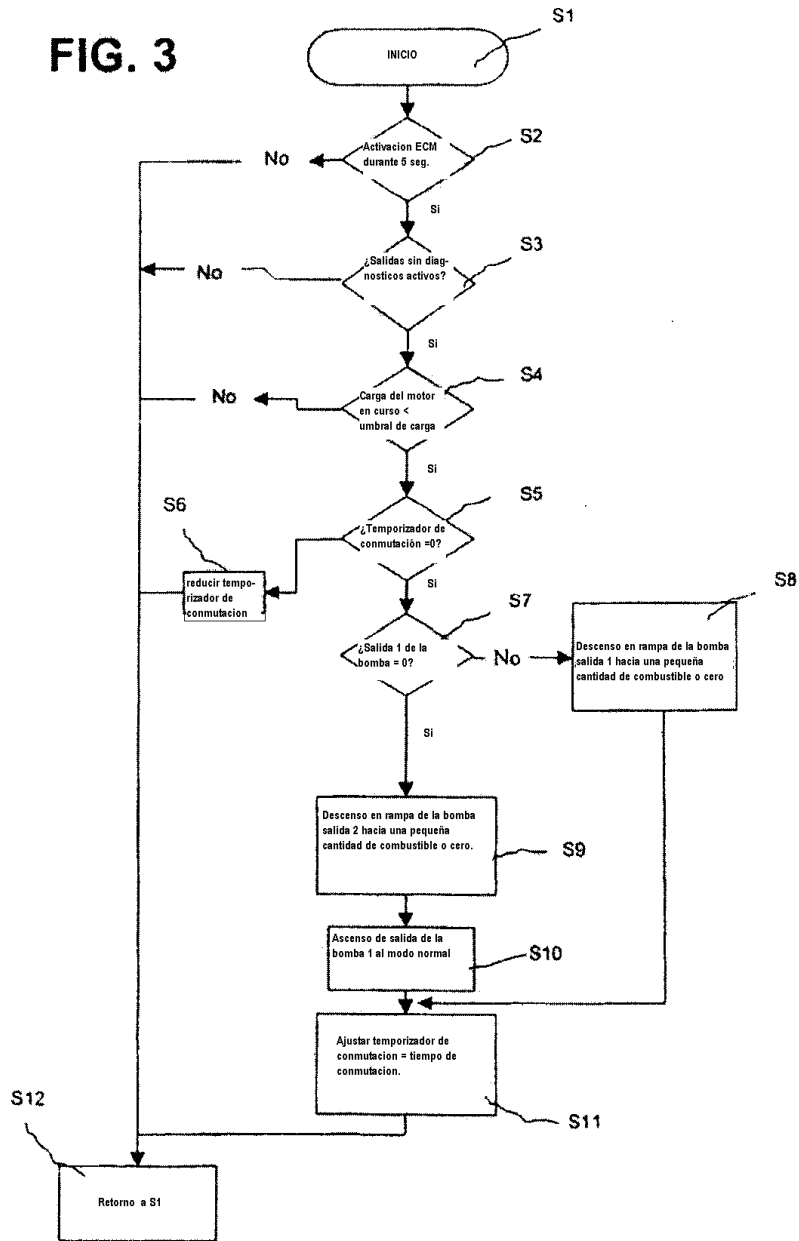 FIG. 3
S1
INICIO
S2
Activacion ECM
durante 5 seg.
No
Si
S3
¿Salidas sin diag-
nosticos activos?
No
Si
S4
Carga del motor
en curso <
umbral de carga
No
Si
S5
¿Temporizador de
conmutación =0?
S6
reducir tempo-
rizador de
conmutacion
Si
S7
¿Salida 1 de la
bomba = 0?
No
S8
Descenso en rampa de la bomba
salida 1 hacia una pequeña
cantidad de combustible o cero
Si
Descenso en rampa de la bomba
salida 2 hacia una pequeña
cantidad de combustible o cero.
S9
Ascenso de salida de la
bomba 1 al modo normal
S10
Ajustar temporizador de
conmutacion = tiempo de
conmutacion.
S11
S12
Retorno a S1